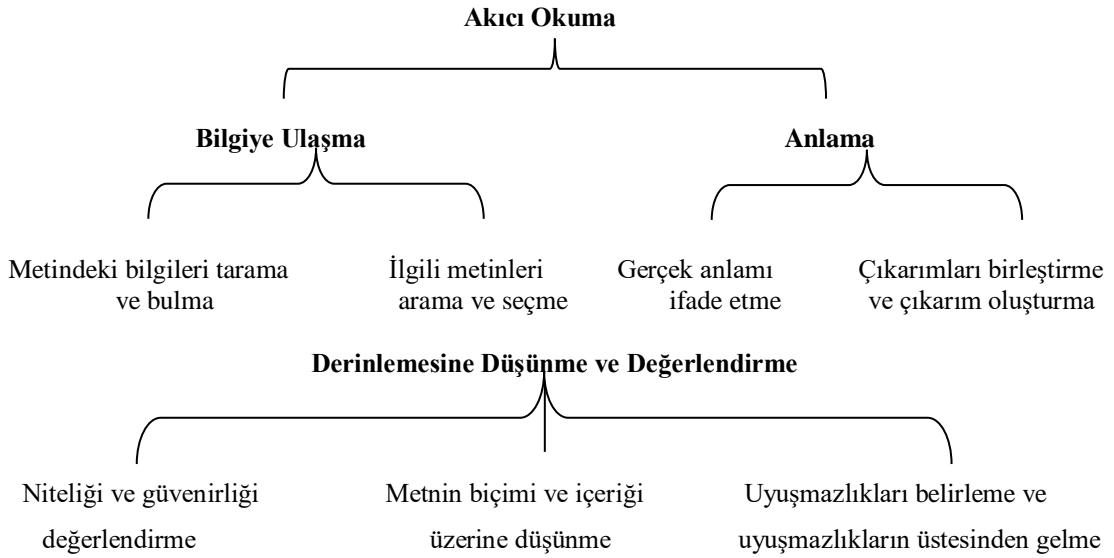 Akıcı Okuma
Bilgiye Ulaşma
Anlama
Metindeki bilgileri tarama
ve bulma
İlgili metinleri
arama ve seçme
Gerçek anlamı
ifade etme
Çıkarımları birleştirme
ve çıkarım oluşturma
Derinlemesine Düşünme ve Değerlendirme
Niteliği ve güvenirliği
değerlendirme
Metnin biçimi ve içeriği
üzerine düşünme
Uyuşmazlıkları belirleme ve
uyuşmazlıkların üstesinden gelme